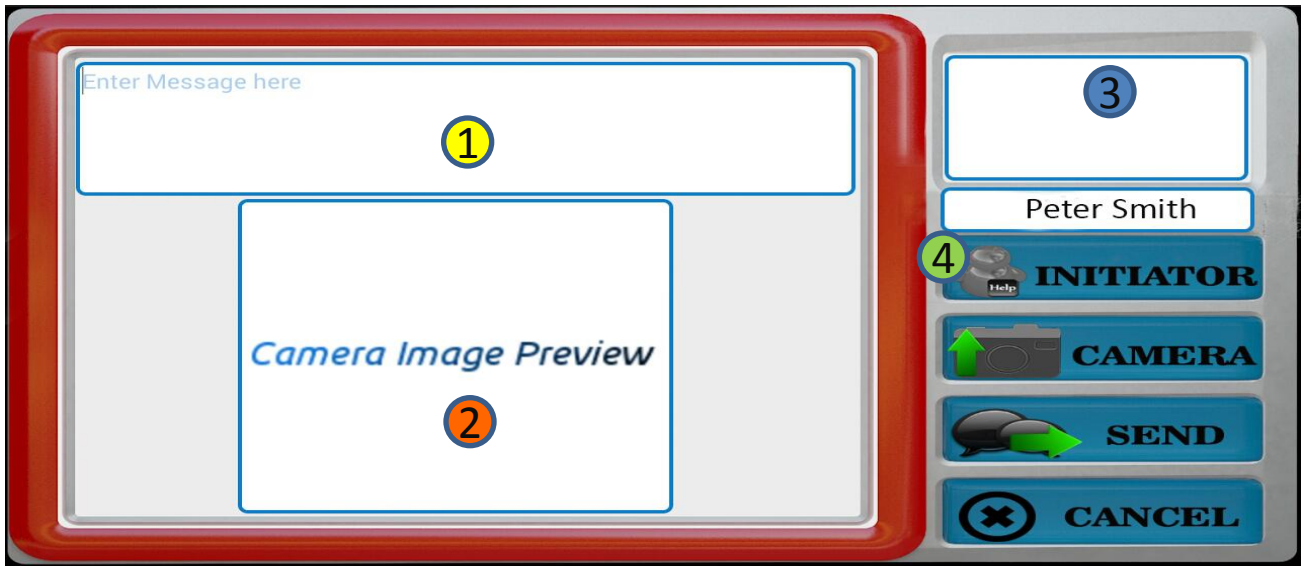 Enter Message here
1
3
Peter Smith
4
Help
INITIATOR
Camera Image Preview
CAMERA
2
SEND
CANCEL